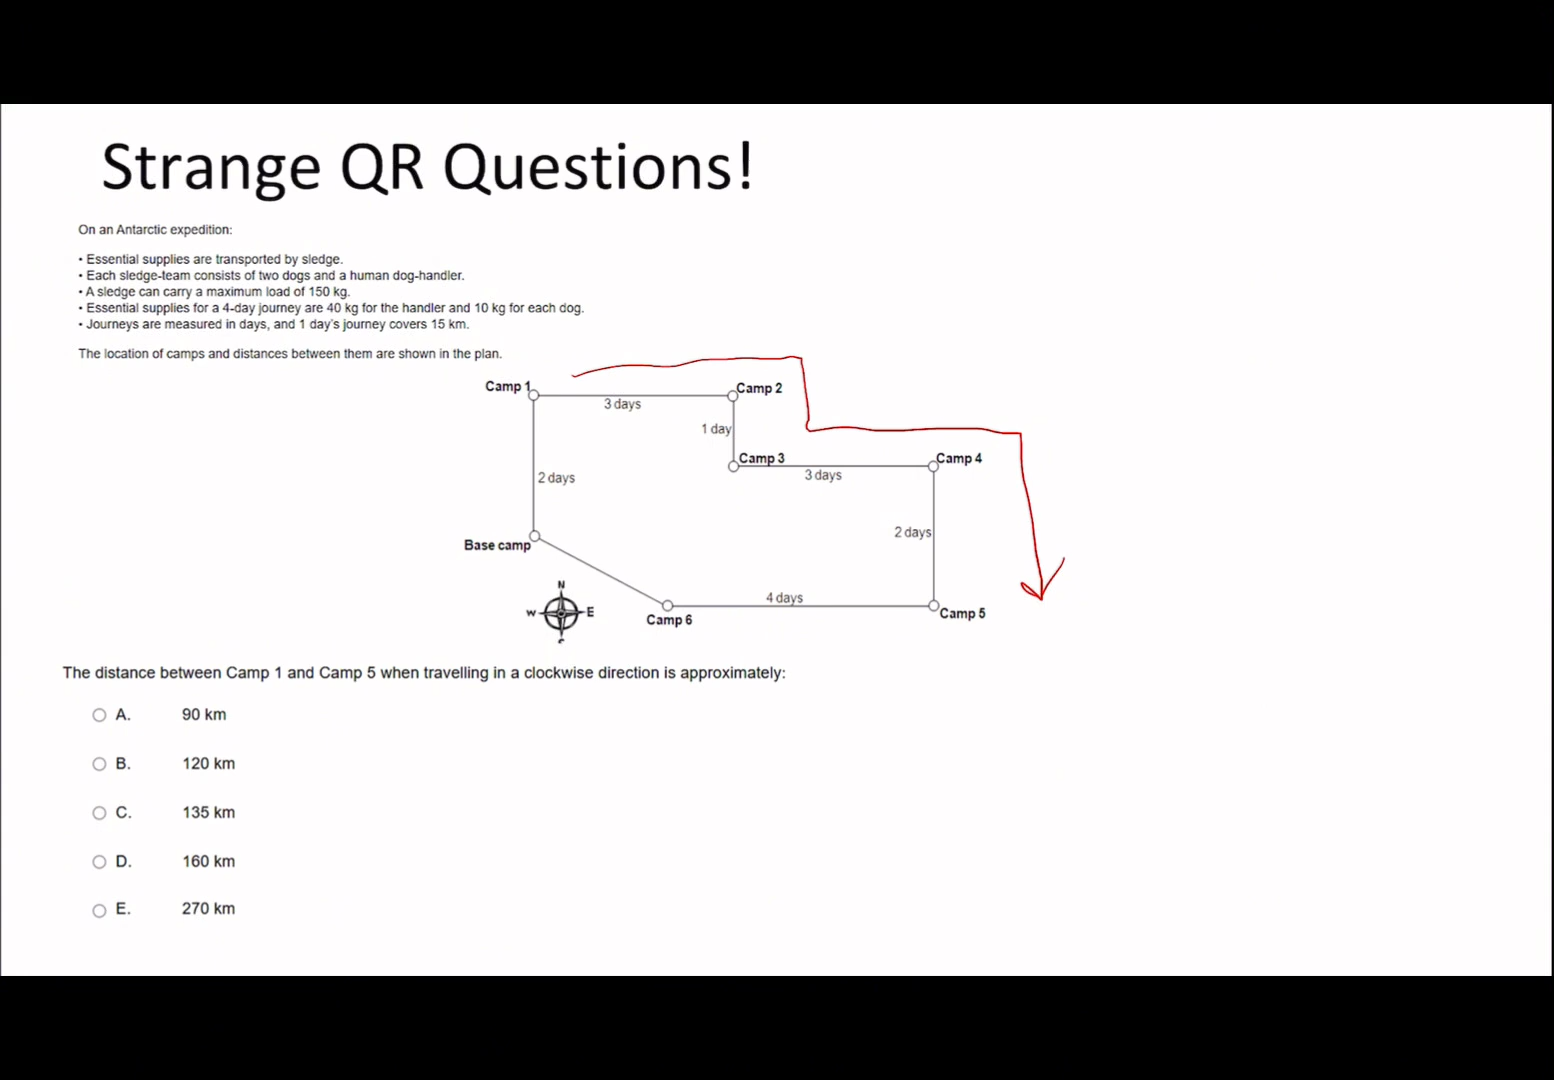 Strange QR Questions!
On an Antarctic expedition:
• Essential supplies are transported by sledge.
• Each sledge-team consists of two dogs and a human dog-handler.
• A sledge can carry a maximum load of 150 kg.
• Essential supplies for a 4-day journey are 40 kg for the handler and 10 kg for each dog.
• Journeys are measured in days, and 1 day's journey covers 15 km.
The location of camps and distances between them are shown in the plan.
Camp 1
Camp 2
3 days
1 day
Camp 3
Camp 4
3 days
2 days
2 days
Base camp
N
W
E
4 days
Camp 6
Camp 5
The distance between Camp 1 and Camp 5 when travelling in a clockwise direction is approximately:
A. 90 km
B. 120 km
C. 135 km
D. 160 km
E. 270 km